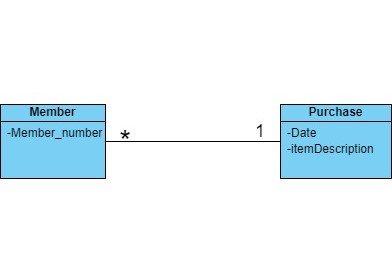 Member
-Member_number
*
1
Purchase
-Date
-itemDescription